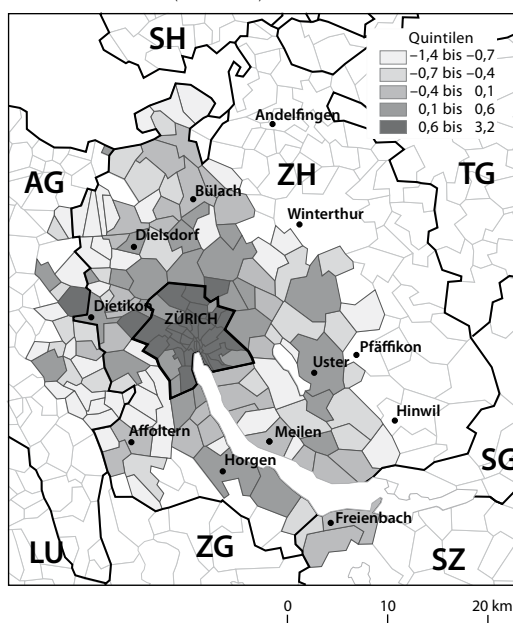 SH
Quintilen
–1,4 bis –0,7
–0,7 bis –0,4
–0,4 bis 0,1
0,1 bis 0,6
0,6 bis 3,2
Andelfingen
AG
ZH
TG
Bülach
Winterthur
Dielsdorf
Dietikon
ZÜRICH
Pfäffikon
Uster
Hinwil
Affoltern
Meilen
Horgen
SG
Freienbach
LU
ZG
SZ
0 10 20 km